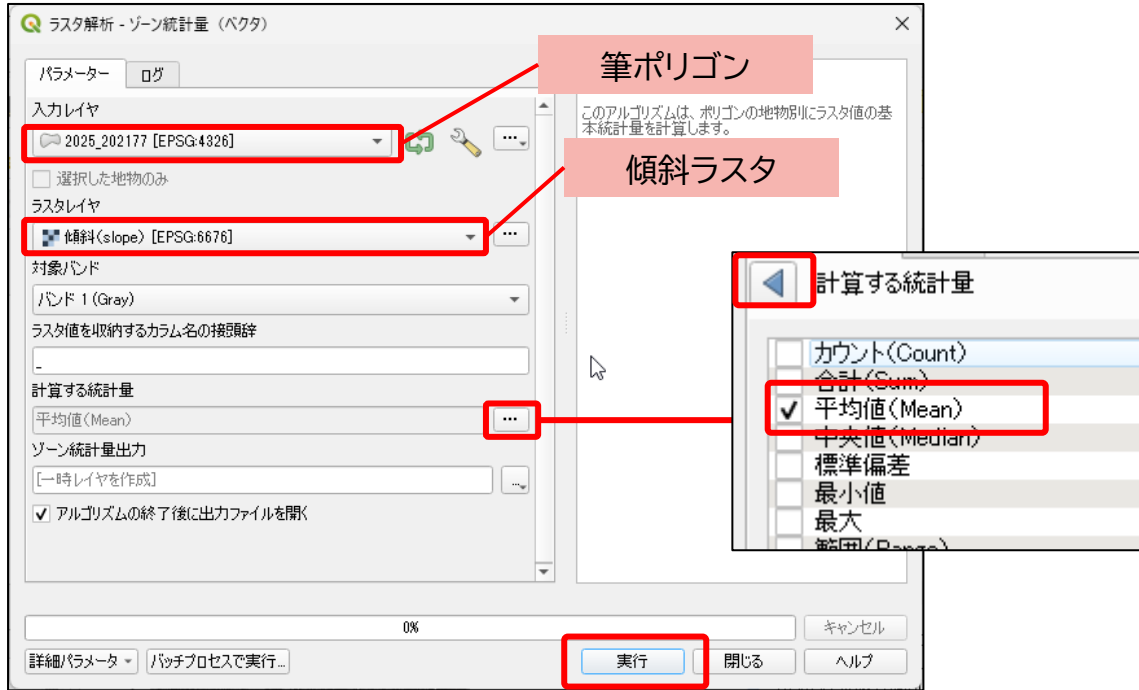 ラスタ解析 - ゾーン統計量 (ベクタ)
パラメーター
ログ
筆ポリゴン
入力レイヤ
2025_202177 [EPSG:4326]
このアルゴリズムは、ポリゴンの地物別にラスタ値の基
本統計量を計算します。
選択した地物のみ
傾斜ラスタ
ラスタレイヤ
傾斜(slope) [EPSG:6676]
対象バンド
バンド 1 (Gray)
ラスタ値を収納するカラム名の接頭辞
_
計算する統計量
平均値(Mean)
...
ゾーン統計量出力
[一時レイヤを作成]
アルゴリズムの終了後に出力ファイルを開く
計算する統計量
カウント(Count)
合計(Sum)
平均値(Mean)
中央値(Median)
標準偏差
最小値
最大
範囲(Range)
0%
キャンセル
詳細パラメータ
バッチプロセスで実行...
実行
閉じる
ヘルプ